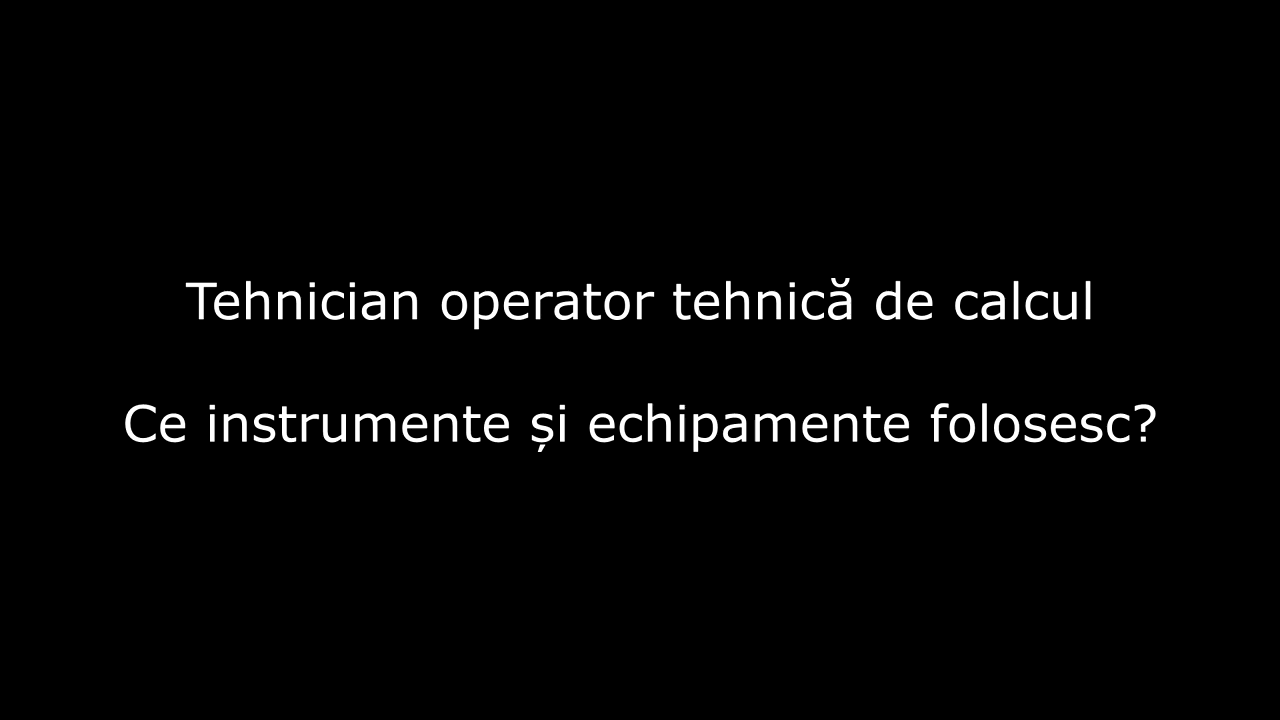 Tehnician operator tehnică de calcul
Ce instrumente și echipamente folosesc?